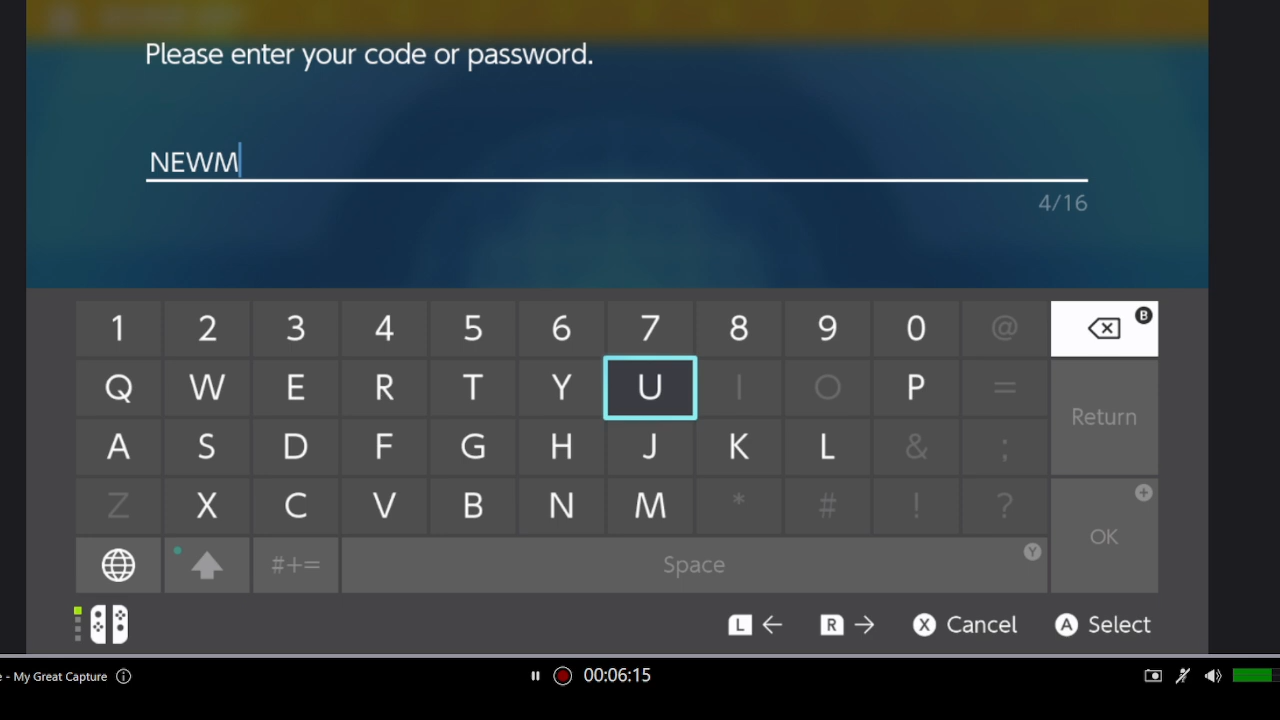 Please enter your code or password.
NEWM
4/16
1 2 3 4 5 6 7 8 9 0 @ B
Q W E R T Y U I O P =
Return
A S D F G H J K L & ;
Z X C V B N M * # ! ?
+
OK
#+= Space Y
L ← R → X Cancel A Select
e - My Great Capture
00:06:15